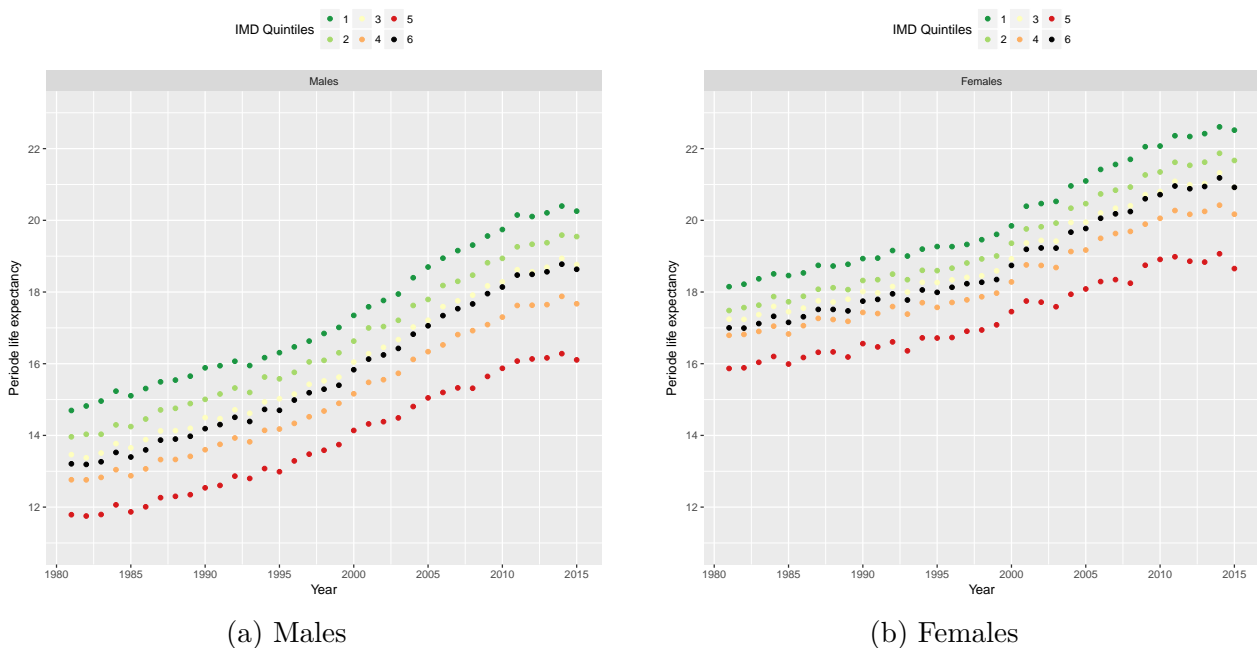 IMD Quintiles
1 3 5
2 4 6
Males
Periode life expectancy
22
20
18
16
14
12
1980 1985 1990 1995 2000 2005 2010 2015
Year
(a) Males
IMD Quintiles
1 3 5
2 4 6
Females
Periode life expectancy
22
20
18
16
14
12
1980 1985 1990 1995 2000 2005 2010 2015
Year
(b) Females